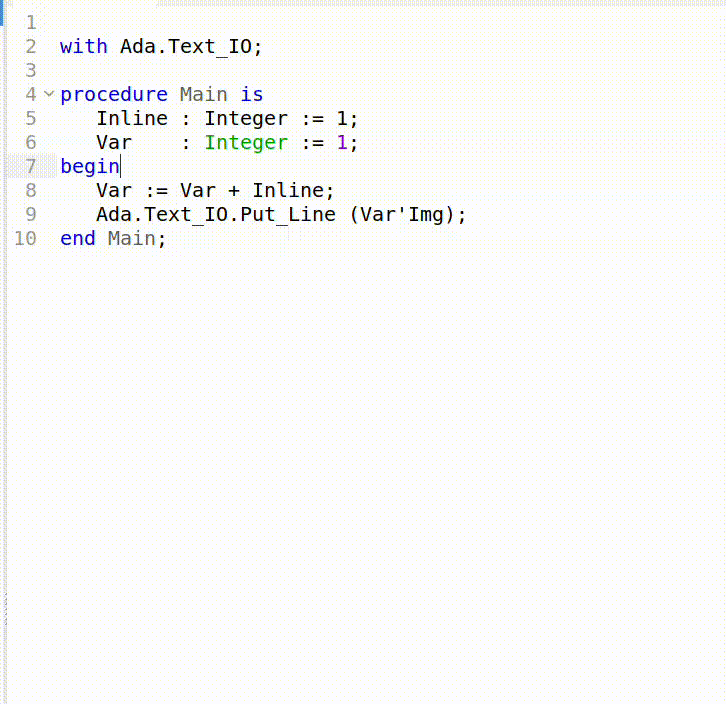 1
2 with Ada.Text_IO;
3
4 procedure Main is
5    Inline : Integer := 1;
6    Var    : Integer := 1;
7 begin
8    Var := Var + Inline;
9    Ada.Text_IO.Put_Line (Var'Img);
10 end Main;